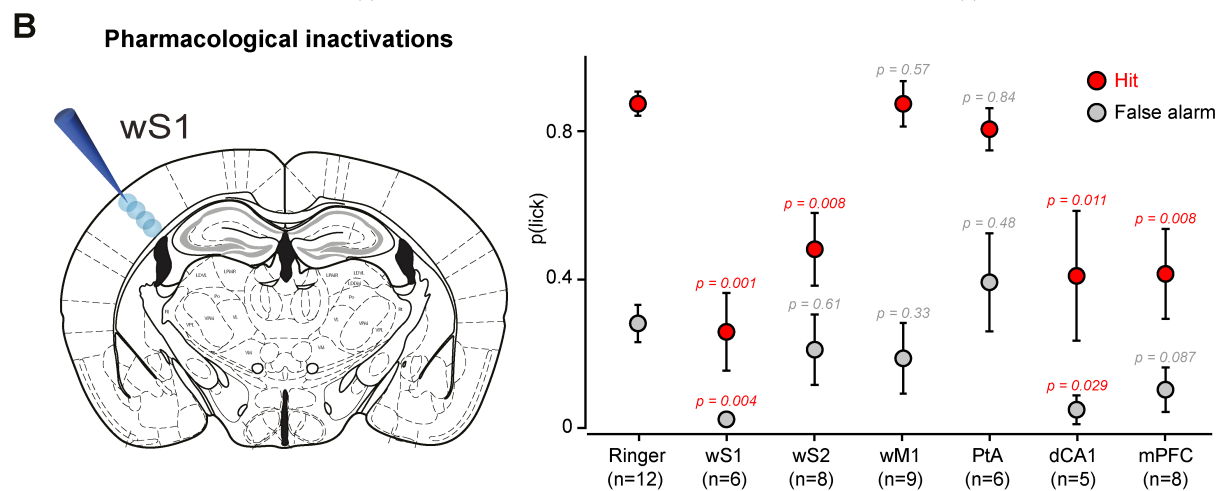 B
Pharmacological inactivations
wS1
p(lick)
0.8
0.4
0
Hit
False alarm
p = 0.57
p = 0.84
p = 0.008
p = 0.011
p = 0.008
p = 0.48
p = 0.001
p = 0.61
p = 0.33
p = 0.087
p = 0.004
p = 0.029
Ringer wS1 wS2 wM1 PtA dCA1 mPFC
(n=12) (n=6) (n=8) (n=9) (n=6) (n=5) (n=8)